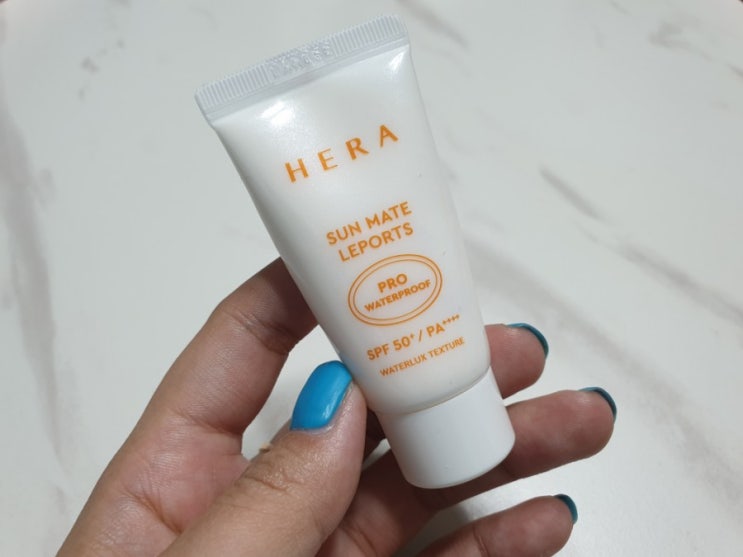 HERA
SUN MATE
LEPORTS
PRO
WATERPROOF
SPF 50⁺ / PA⁺⁺⁺⁺
WATERLUX TEXTURE